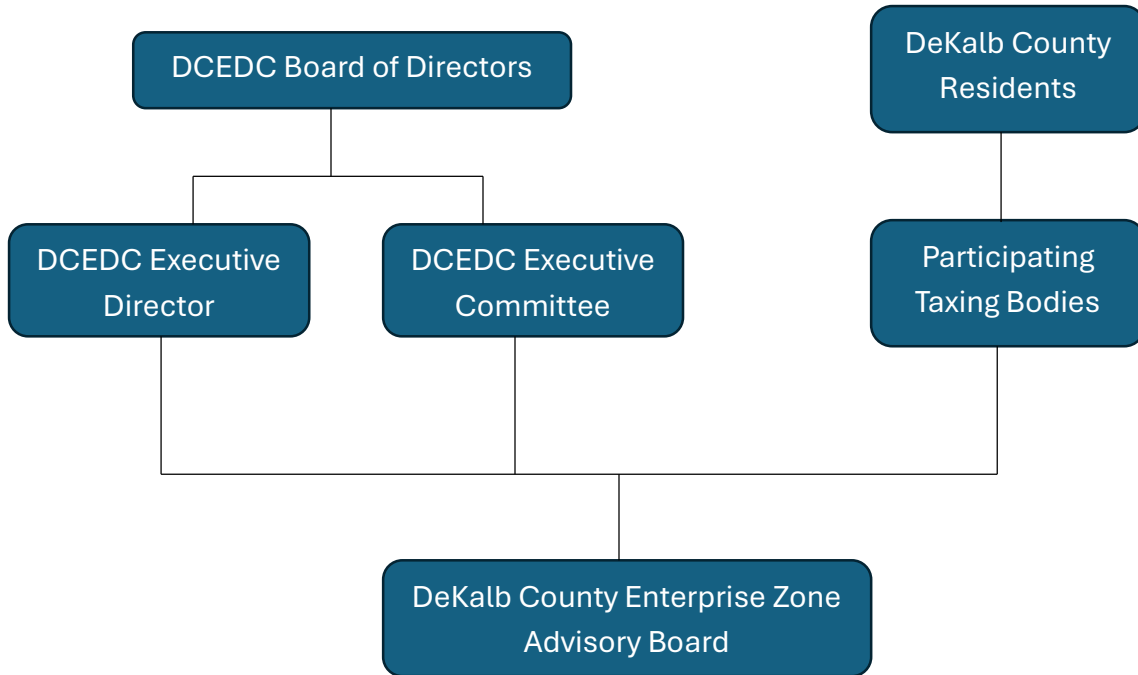 DCEDC Board of Directors
DeKalb County
Residents
DCEDC Executive
Director
DCEDC Executive
Committee
Participating
Taxing Bodies
DeKalb County Enterprise Zone
Advisory Board